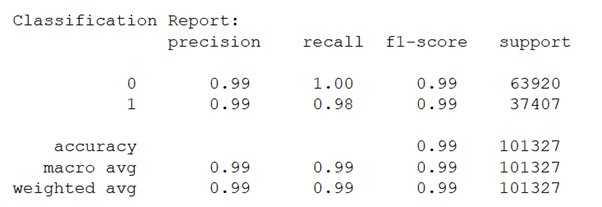 Classification Report:
precision recall f1-score support
0 0.99 1.00 0.99 63920
1 0.99 0.98 0.99 37407
accuracy 0.99 101327
macro avg 0.99 0.99 0.99 101327
weighted avg 0.99 0.99 0.99 101327